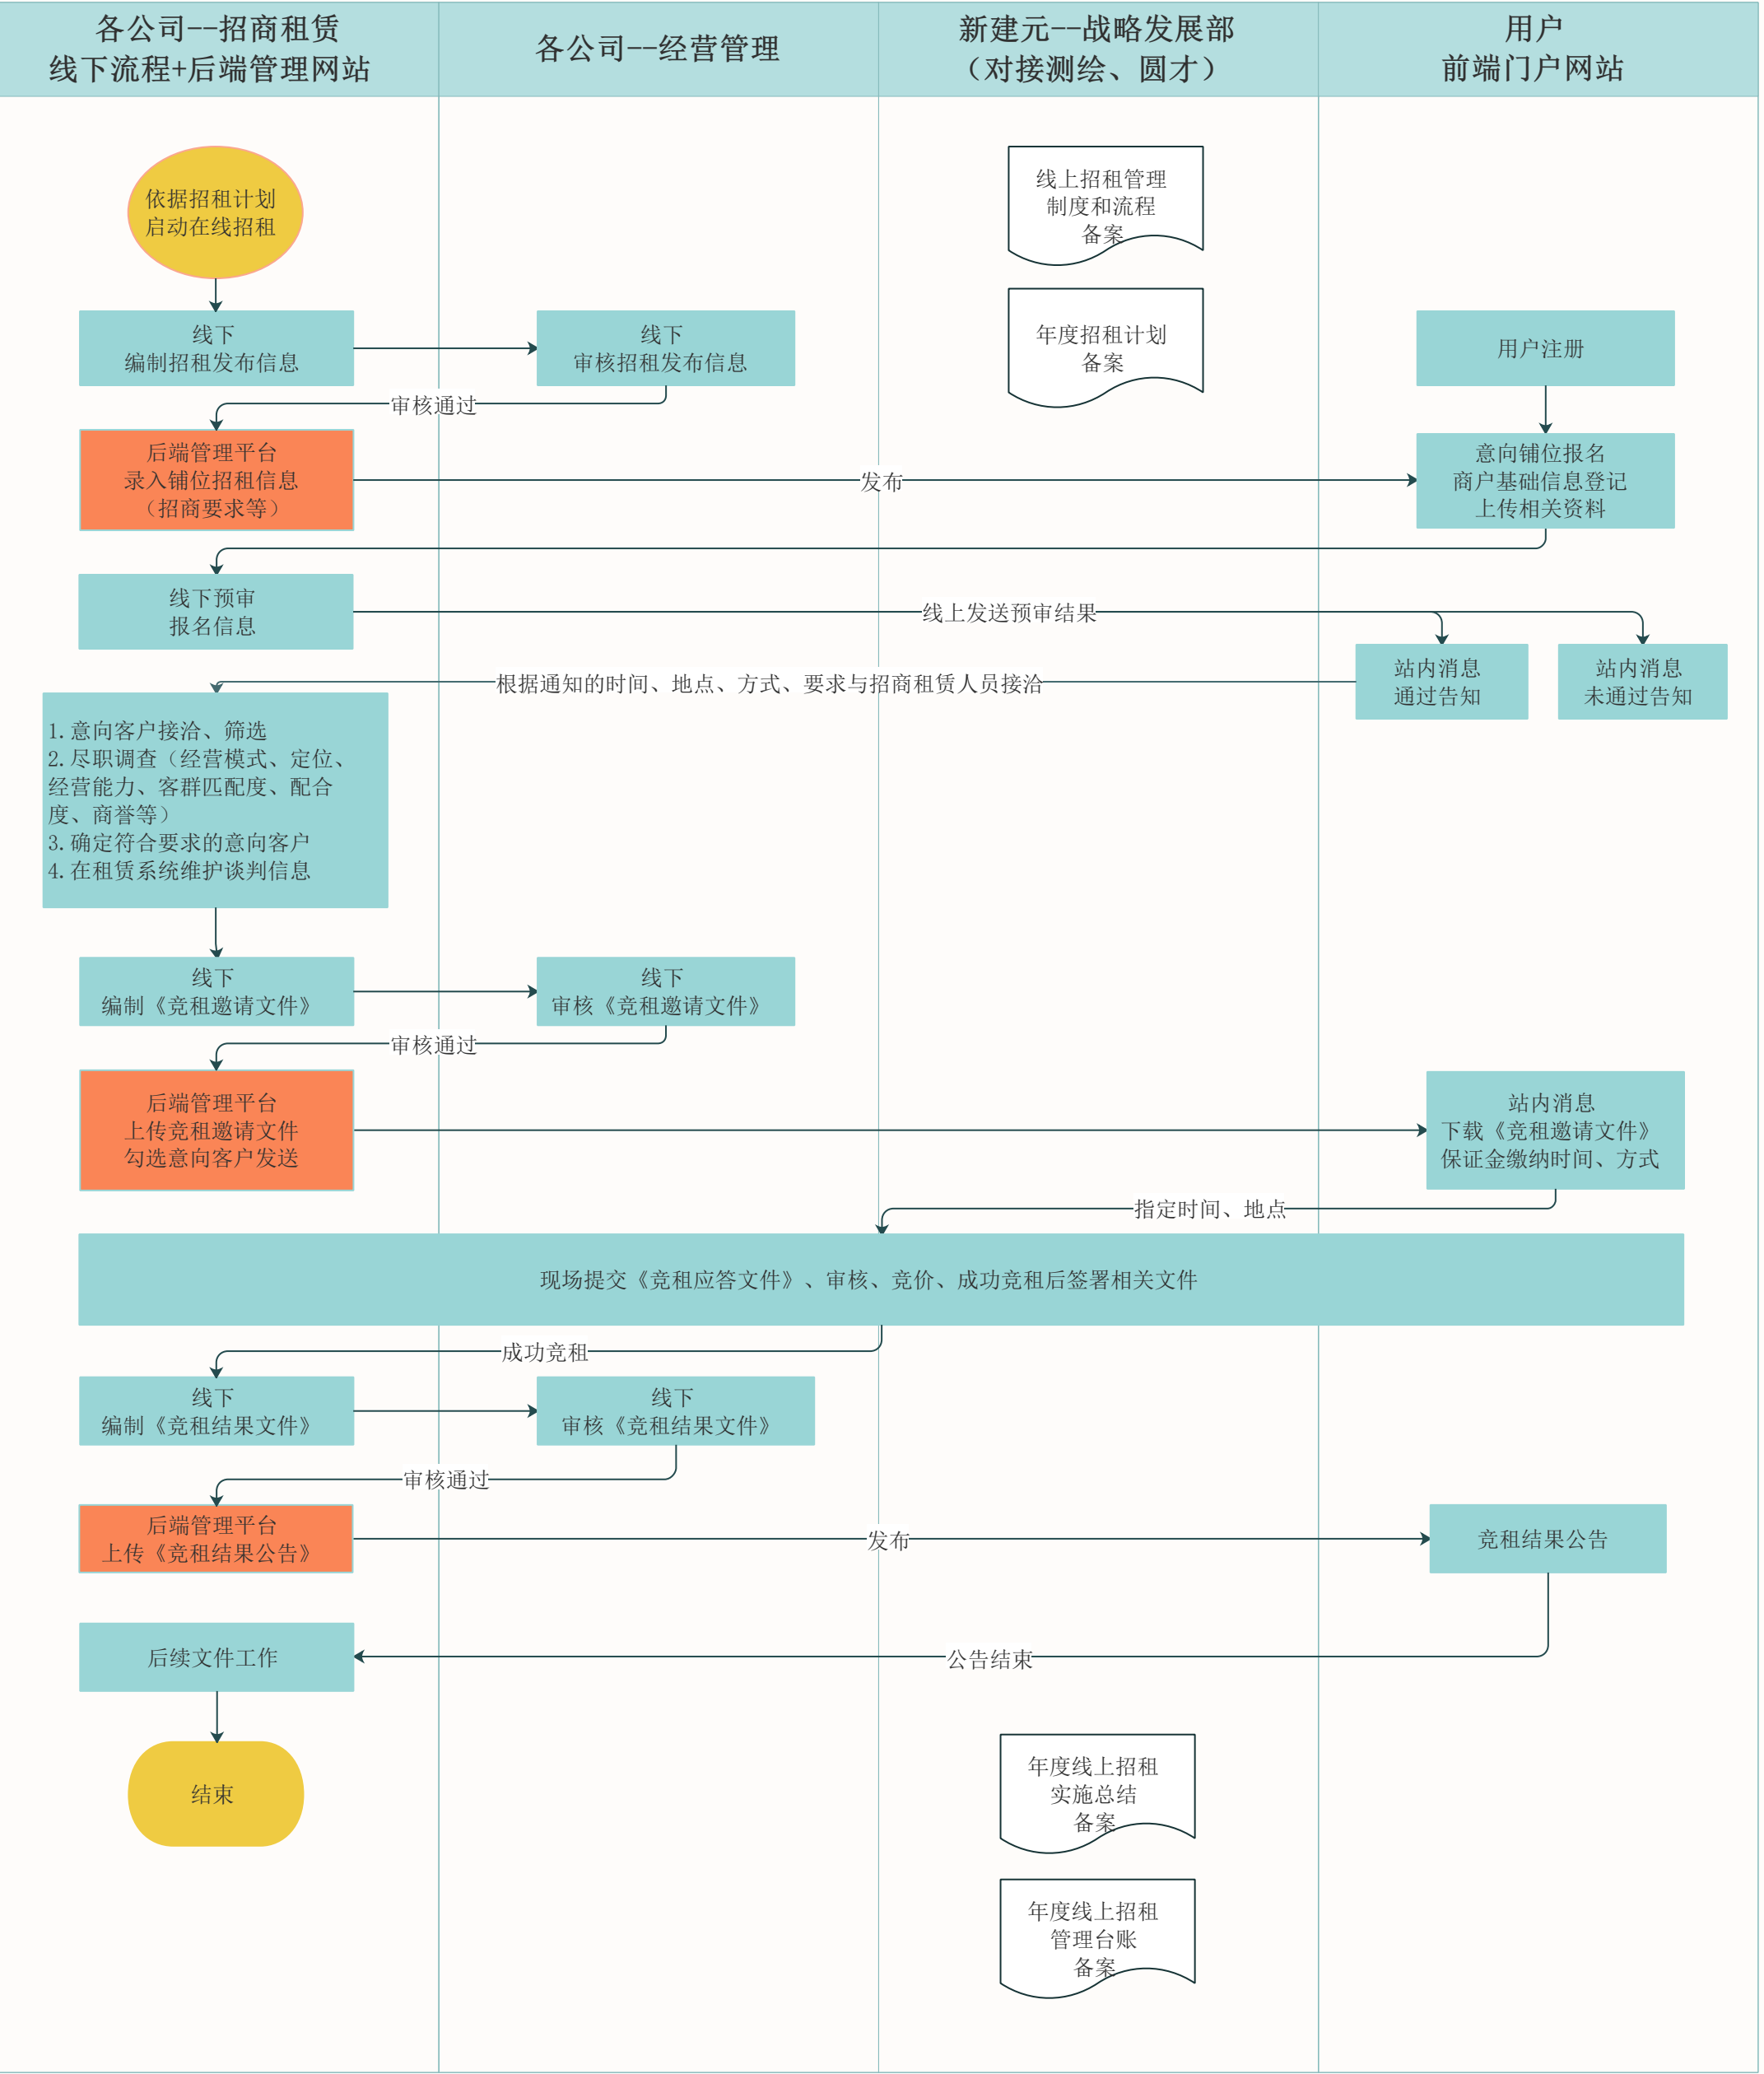 各公司--招商租赁
线下流程+后端管理网站
各公司--经营管理
新建元--战略发展部
（对接测绘、圆才）
用户
前端门户网站
依据招租计划
启动在线招租
线上招租管理
制度和流程
备案
年度招租计划
备案
线下
编制招租发布信息
线下
审核招租发布信息
用户注册
审核通过
后端管理平台
录入铺位招租信息
（招商要求等）
发布
意向铺位报名
商户基础信息登记
上传相关资料
线下预审
报名信息
线上发送预审结果
站内消息
通过告知
站内消息
未通过告知
根据通知的时间、地点、方式、要求与招商租赁人员接洽
1.意向客户接洽、筛选
2.尽职调查（经营模式、定位、
经营能力、客群匹配度、配合
度、商誉等）
3.确定符合要求的意向客户
4.在租赁系统维护谈判信息
线下
编制《竞租邀请文件》
线下
审核《竞租邀请文件》
审核通过
后端管理平台
上传竞租邀请文件
勾选意向客户发送
站内消息
下载《竞租邀请文件》
保证金缴纳时间、方式
指定时间、地点
现场提交《竞租应答文件》、审核、竞价、成功竞租后签署相关文件
成功竞租
线下
编制《竞租结果文件》
线下
审核《竞租结果文件》
审核通过
后端管理平台
上传《竞租结果公告》
发布
竞租结果公告
后续文件工作
公告结束
结束
年度线上招租
实施总结
备案
年度线上招租
管理台账
备案